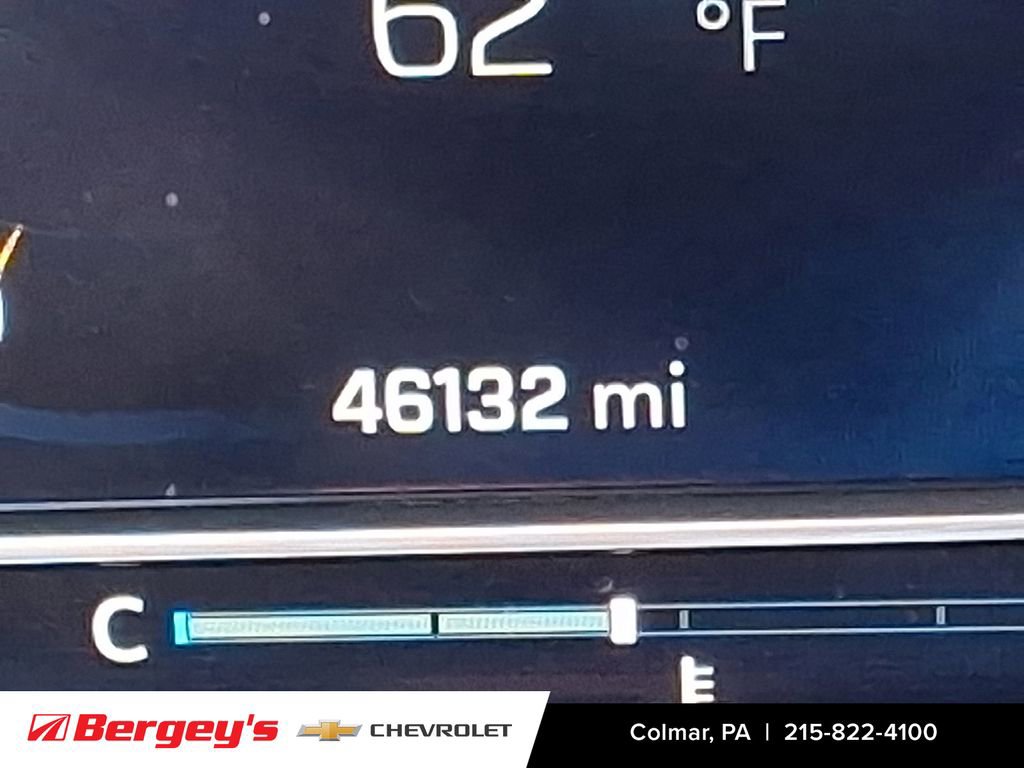 62 °F
46132 mi
C
Bergey's CHEVROLET Colmar, PA | 215-822-4100